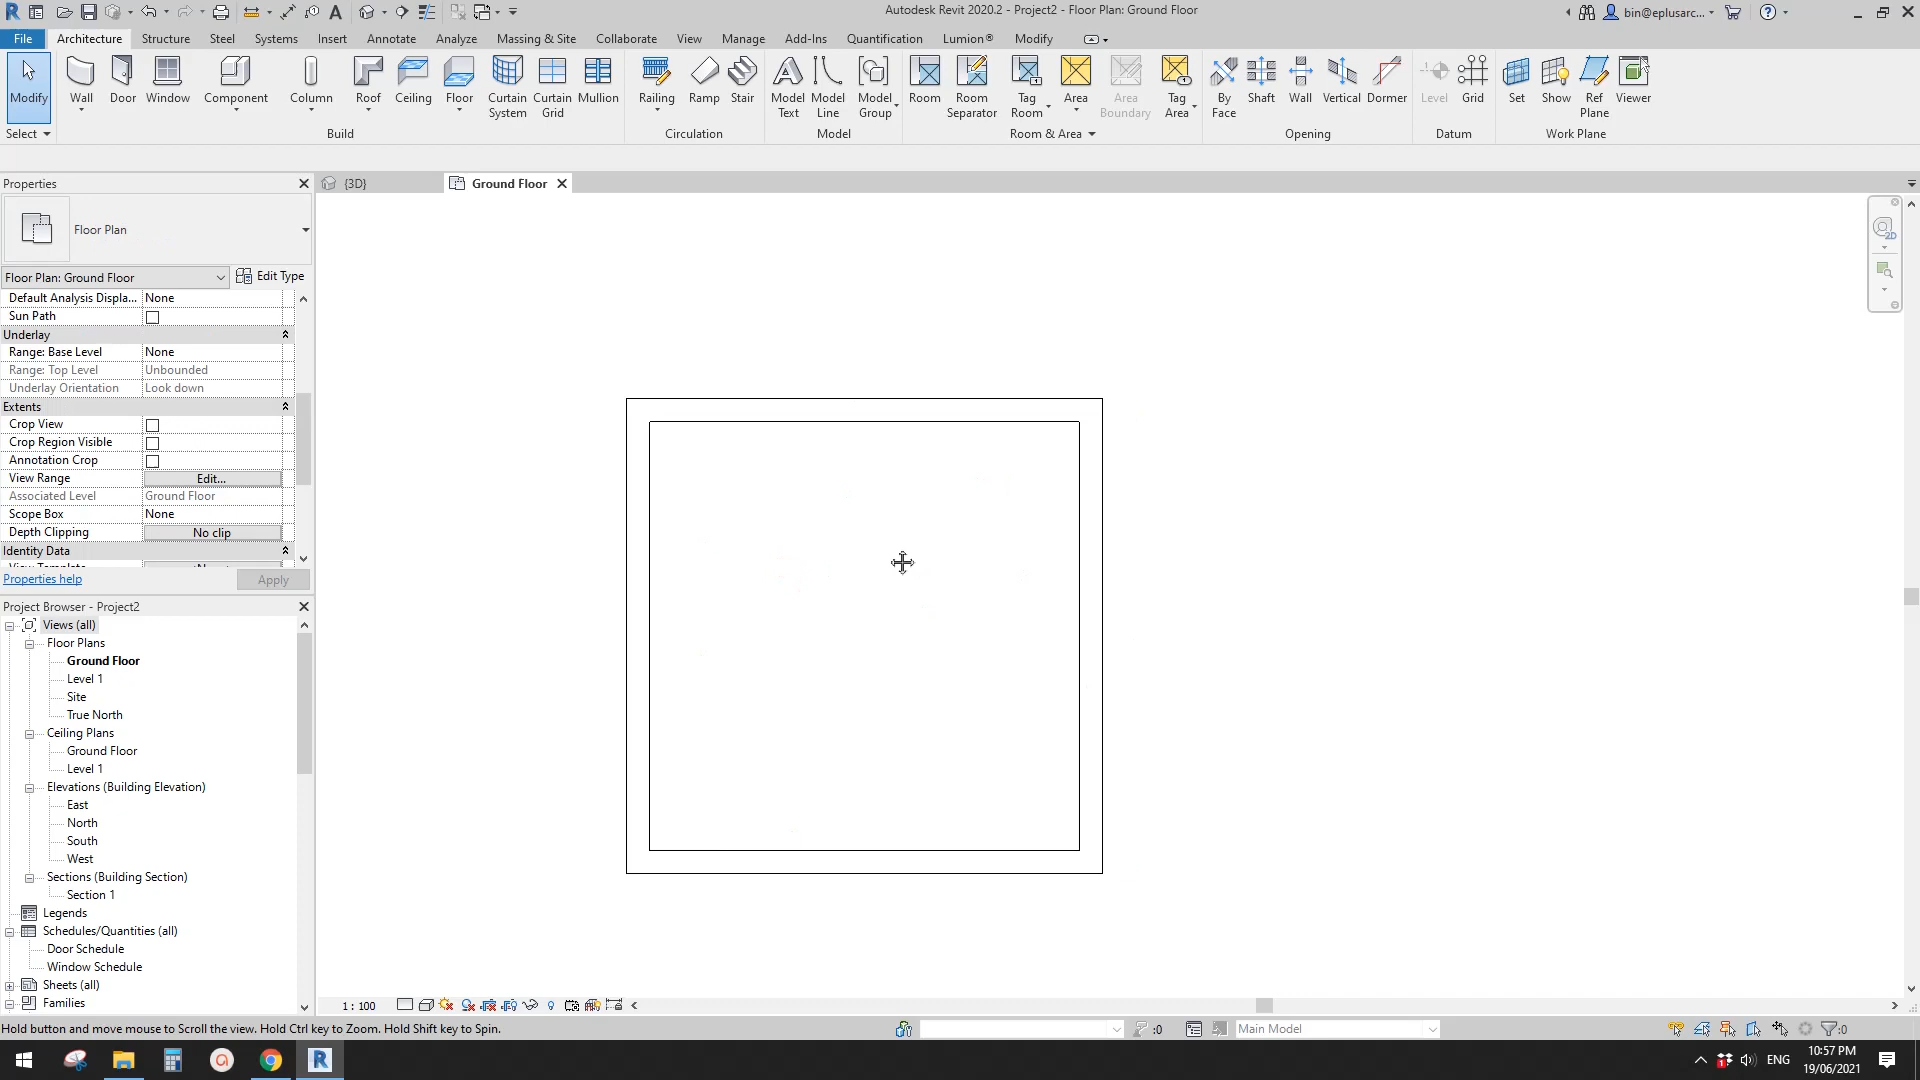 Autodesk Revit 2020.2 - Project2 - Floor Plan: Ground Floor
bin@eplusarc...
File Architecture Structure Steel Systems Insert Annotate Analyze Massing & Site Collaborate View Manage Add-Ins Quantification Lumion® Modify
Modify Wall Door Window Component Column Roof Ceiling Floor Curtain System Curtain Grid Mullion Railing Ramp Stair Model Text Model Line Model Group Room Room Separator Tag Room Area Area Boundary Tag Area By Face Shaft Wall Vertical Dormer Level Grid Set Show Ref Plane Viewer
Select Build Circulation Model Room & Area Opening Datum Work Plane
Properties
{3D}
Ground Floor
Floor Plan
Floor Plan: Ground Floor
Edit Type
Default Analysis Displa... None
Sun Path
Underlay
Range: Base Level None
Range: Top Level Unbounded
Underlay Orientation Look down
Extents
Crop View
Crop Region Visible
Annotation Crop
View Range Edit...
Associated Level Ground Floor
Scope Box None
Depth Clipping No clip
Identity Data
Properties help
Apply
Project Browser - Project2
Views (all)
Floor Plans
Ground Floor
Level 1
Site
True North
Ceiling Plans
Ground Floor
Level 1
Elevations (Building Elevation)
East
North
South
West
Sections (Building Section)
Section 1
Legends
Schedules/Quantities (all)
Door Schedule
Window Schedule
Sheets (all)
Families
1 : 100
Hold button and move mouse to Scroll the view. Hold Ctrl key to Zoom. Hold Shift key to Spin.
:0
Main Model
:0
ENG
10:57 PM
19/06/2021